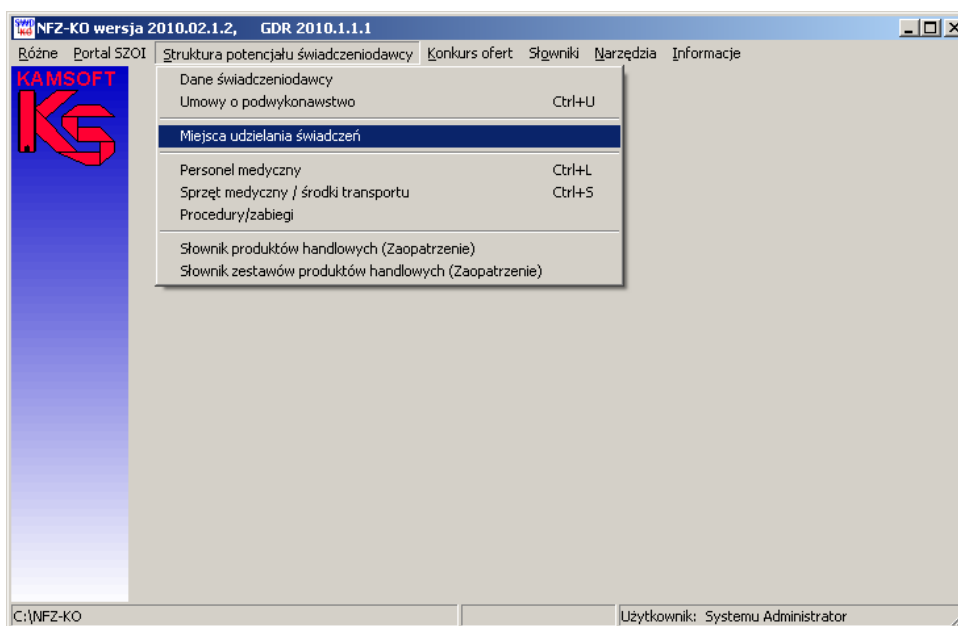 NFZ-KO wersja 2010.02.1.2, GDR 2010.1.1.1
Różne Portal SZOI Struktura potencjału świadczeniodawcy Konkurs ofert Słowniki Narzędzia Informacje
KAMSOFT
Dane świadczeniodawcy
Umowy o podwykonawstwo Ctrl+U
Miejsca udzielania świadczeń
Personel medyczny Ctrl+L
Sprzęt medyczny / środki transportu Ctrl+S
Procedury/zabiegi
Słownik produktów handlowych (Zaopatrzenie)
Słownik zestawów produktów handlowych (Zaopatrzenie)
C:\NFZ-KO Użytkownik: Systemu Administrator